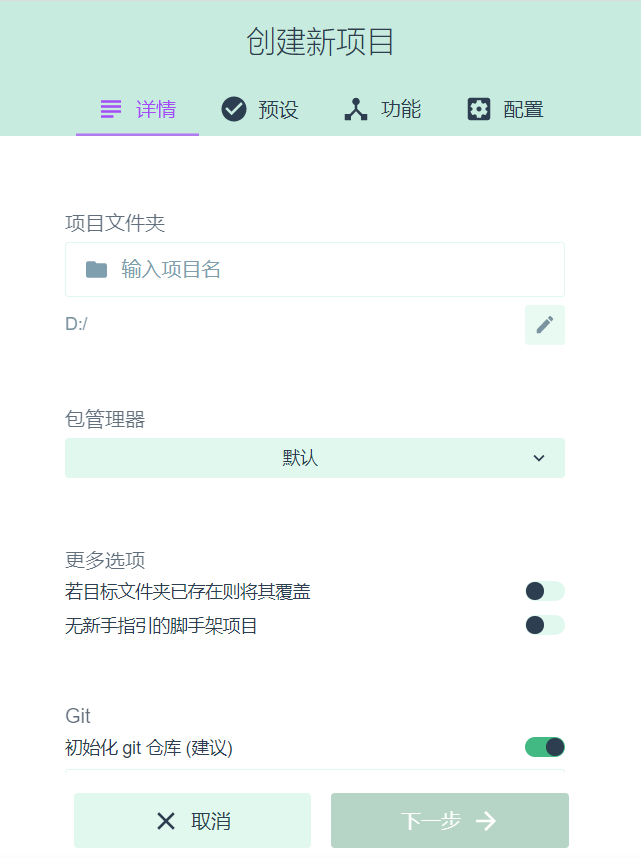 创建新项目
详情 预设 功能 配置
项目文件夹
输入项目名
D:/
包管理器
默认
更多选项
若目标文件夹已存在则将其覆盖
无新手指引的脚手架项目
Git
初始化 git 仓库 (建议)
取消 下一步